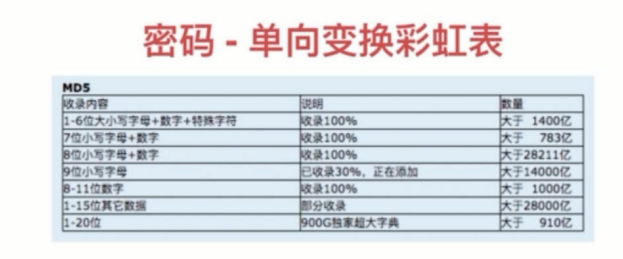 密码 - 单向变换彩虹表
MD5
收录内容 说明 数量
1-6位大小写字母+数字+特殊字符 收录100% 大于 1400亿
7位小写字母+数字 收录100% 大于 783亿
8位小写字母+数字 收录100% 大于28211亿
9位小写字母 已收录30%，正在添加 大于14000亿
8-11位数字 收录100% 大于 1000亿
1-15位其它数据 部分收录 大于28000亿
1-20位 900G独家超大字典 大于 910亿